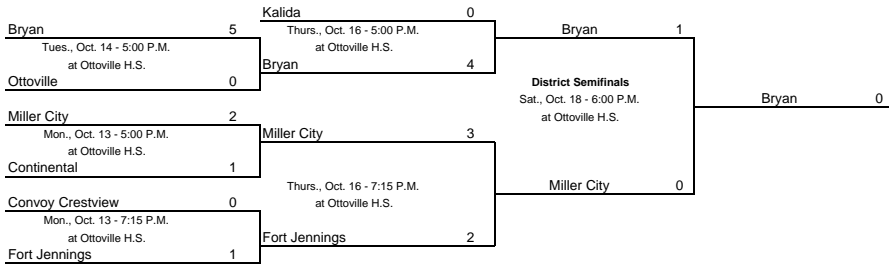 Kalida 0
Bryan 5
Thurs., Oct. 16 - 5:00 P.M.
Bryan 1
Tues., Oct. 14 - 5:00 P.M.
at Ottoville H.S.
at Ottoville H.S.
Bryan 4
Ottoville 0
District Semifinals
Sat., Oct. 18 - 6:00 P.M.
Bryan 0
Miller City 2
at Ottoville H.S.
Mon., Oct. 13 - 5:00 P.M.
Miller City 3
at Ottoville H.S.
Continental 1
Thurs., Oct. 16 - 7:15 P.M.
Miller City 0
Convoy Crestview 0
at Ottoville H.S.
Mon., Oct. 13 - 7:15 P.M.
at Ottoville H.S.
Fort Jennings 2
Fort Jennings 1